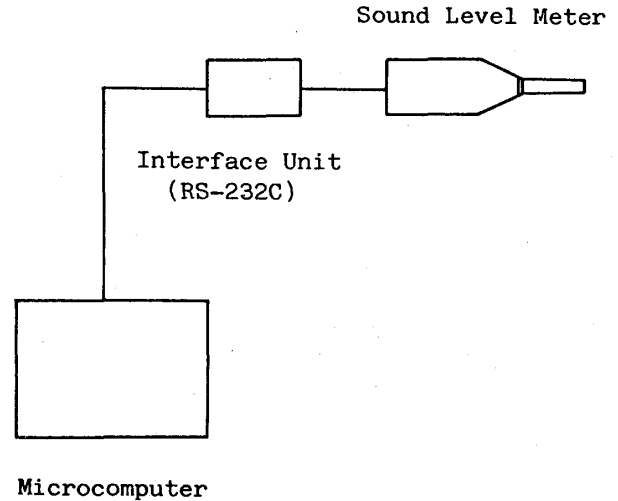 Sound Level Meter
Interface Unit
(RS-232C)
Microcomputer